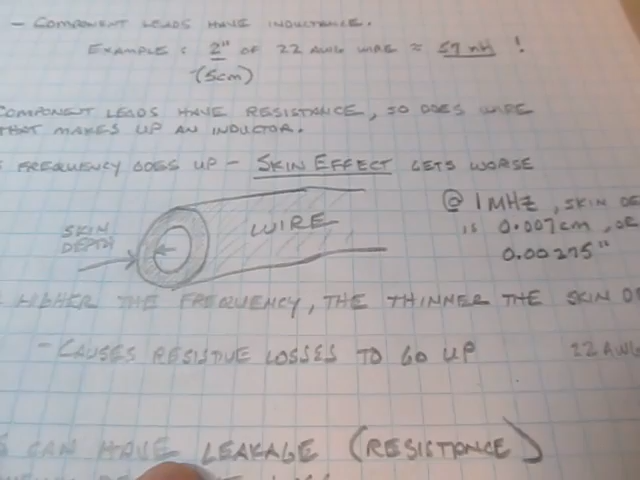 - COMPONENT LEADS HAVE INDUCTANCE.
EXAMPLE: 2" OF 22 AWG WIRE ≈ 57 nH !
(5cm)
COMPONENT LEADS HAVE RESISTANCE, SO DOES WIRE
THAT MAKES UP AN INDUCTOR.
FREQUENCY GOES UP - SKIN EFFECT GETS WORSE
@ 1MHZ, SKIN DE
IS 0.007cm, OR
0.00275"
SKIN
DEPTH
WIRE
HIGHER THE FREQUENCY, THE THINNER THE SKIN DE
- CAUSES RESISTIVE LOSSES TO GO UP
22 AWG
S CAN HAVE LEAKAGE (RESISTANCE)